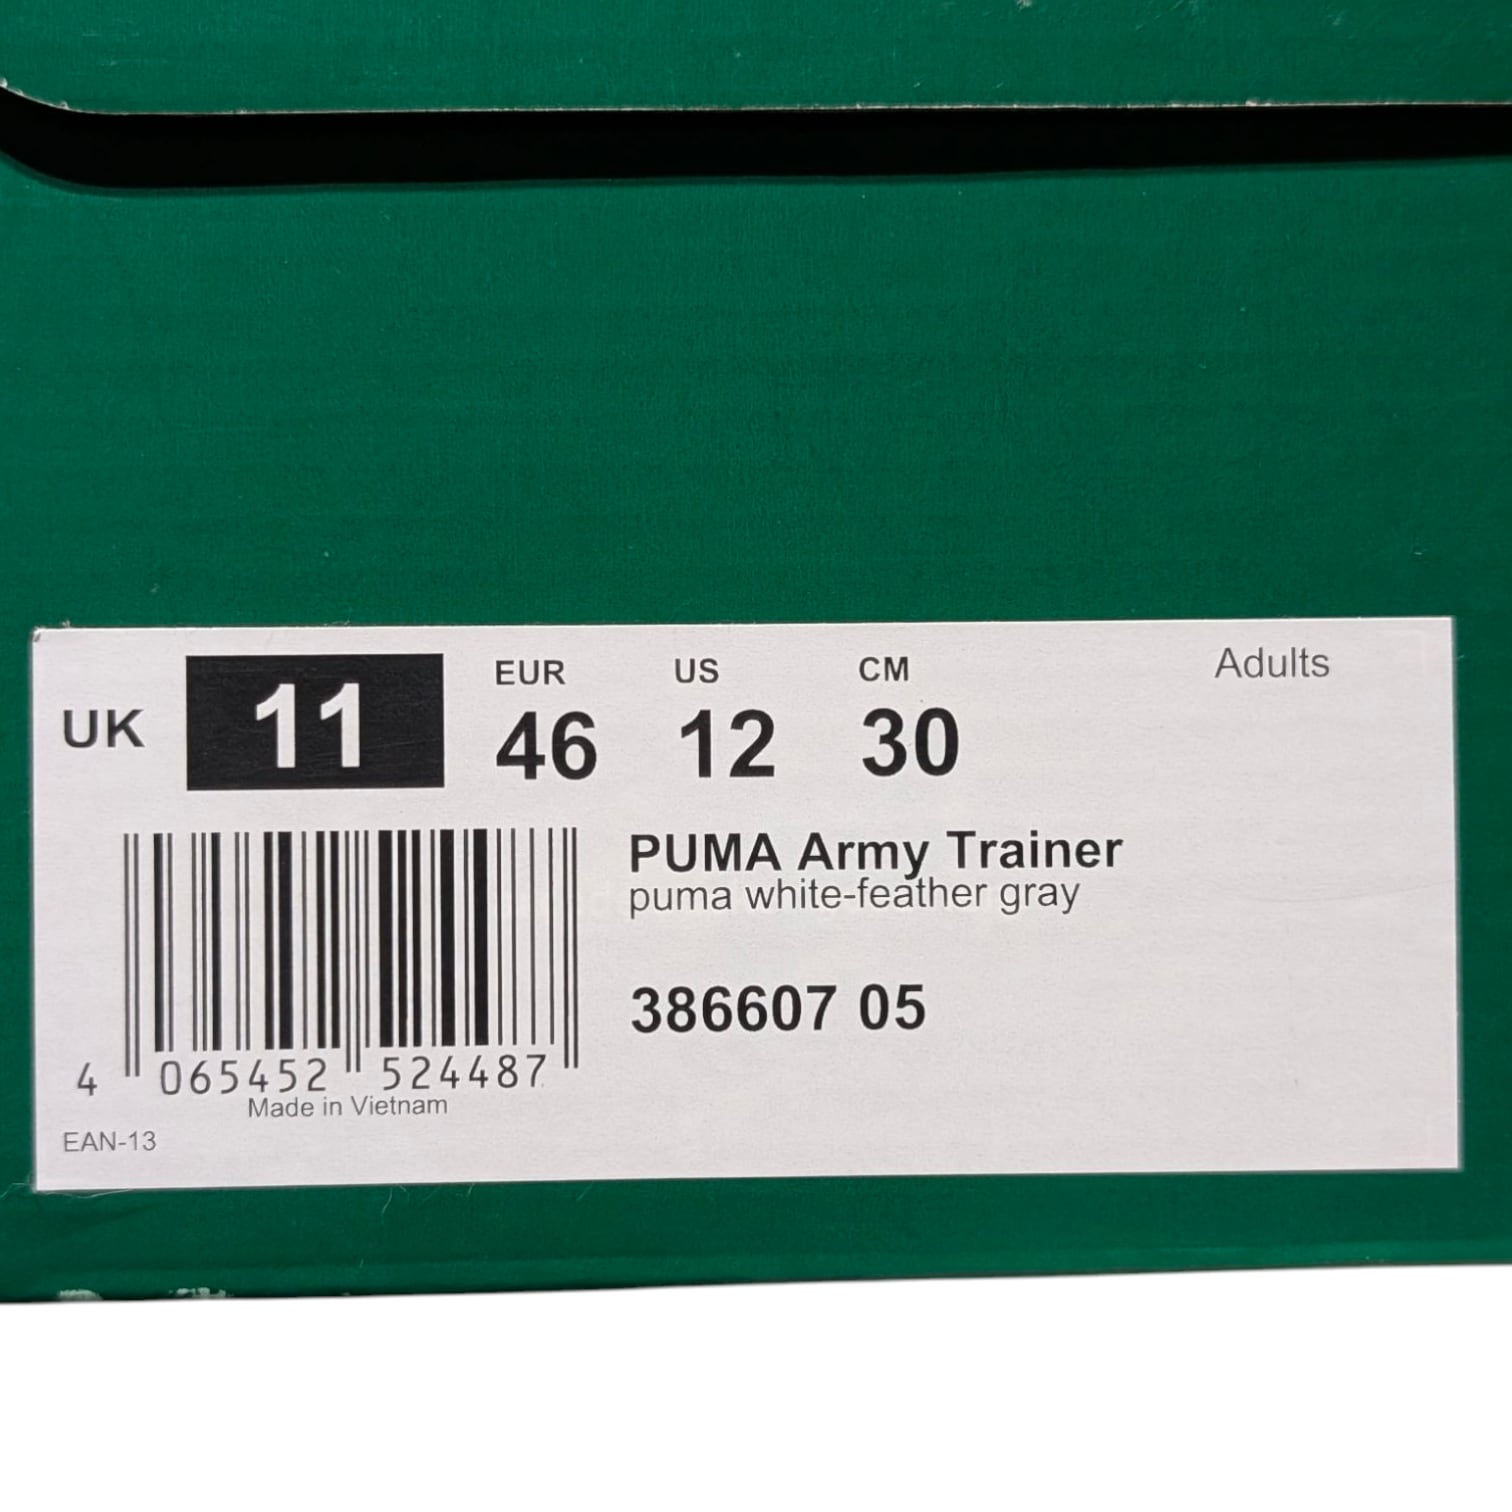 EUR US CM Adults
UK 11 46 12 30
PUMA Army Trainer
puma white-feather gray
386607 05
4 065452 524487
Made in Vietnam
EAN-13